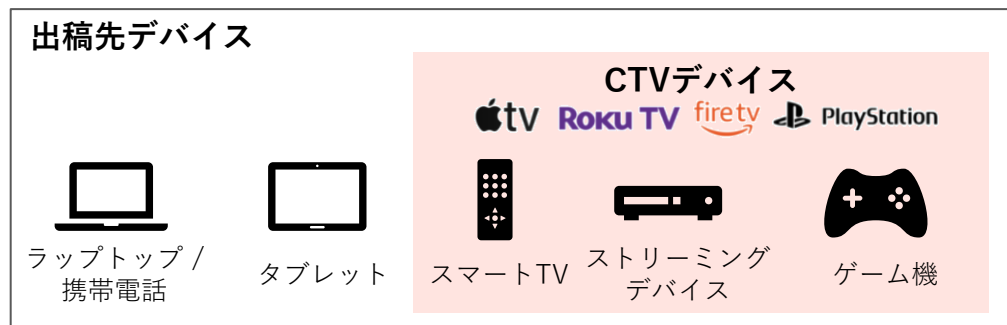 出稿先デバイス
CTVデバイス
tv Roku TV fire tv PlayStation
ラップトップ /
携帯電話
タブレット
スマートTV
ストリーミング
デバイス
ゲーム機